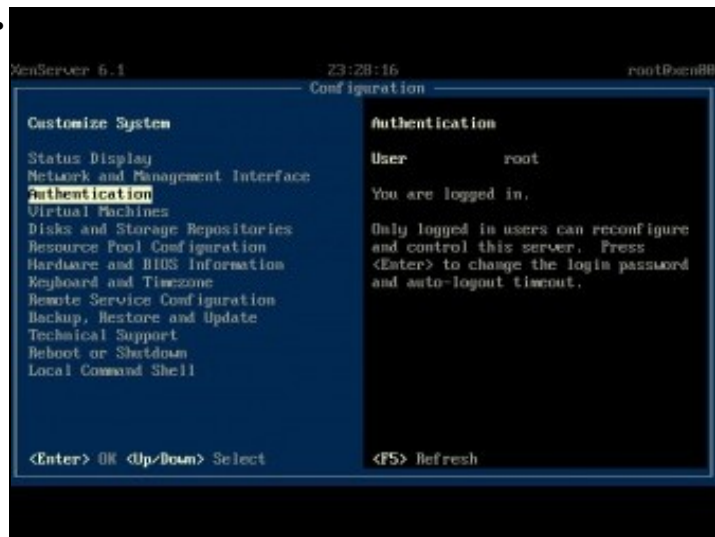 XenServer 6.1 23:28:16 root@xen00
Configuration
Customize System
Status Display
Network and Management Interface
Authentication
Virtual Machines
Disks and Storage Repositories
Resource Pool Configuration
Hardware and BIOS Information
Keyboard and Timezone
Remote Service Configuration
Backup, Restore and Update
Technical Support
Reboot or Shutdown
Local Command Shell
<Enter> OK <Up/Down> Select
Authentication
User root
You are logged in.
Only logged in users can reconfigure
and control this server. Press
<Enter> to change the login password
and auto-logout timeout.
<F5> Refresh